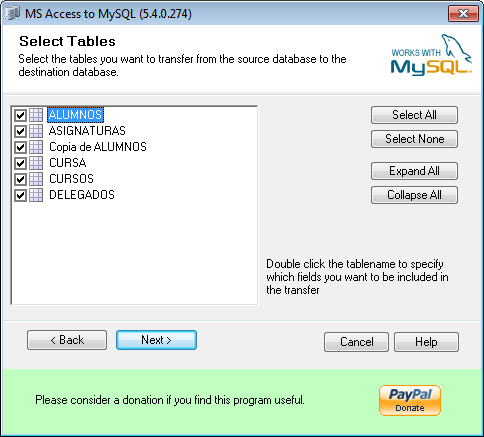 MS Access to MySQL (5.4.0.274)
Select Tables
Select the tables you want to transfer from the source database to the
destination database.
WORKS WITH
MySQL
ALUMNOS
ASIGNATURAS
Copia de ALUMNOS
CURSA
CURSOS
DELEGADOS
Select All
Select None
Expand All
Collapse All
Double click the tablename to specify
which fields you want to be included in
the transfer
< Back
Next >
Cancel
Help
Please consider a donation if you find this program useful.
PayPal
Donate